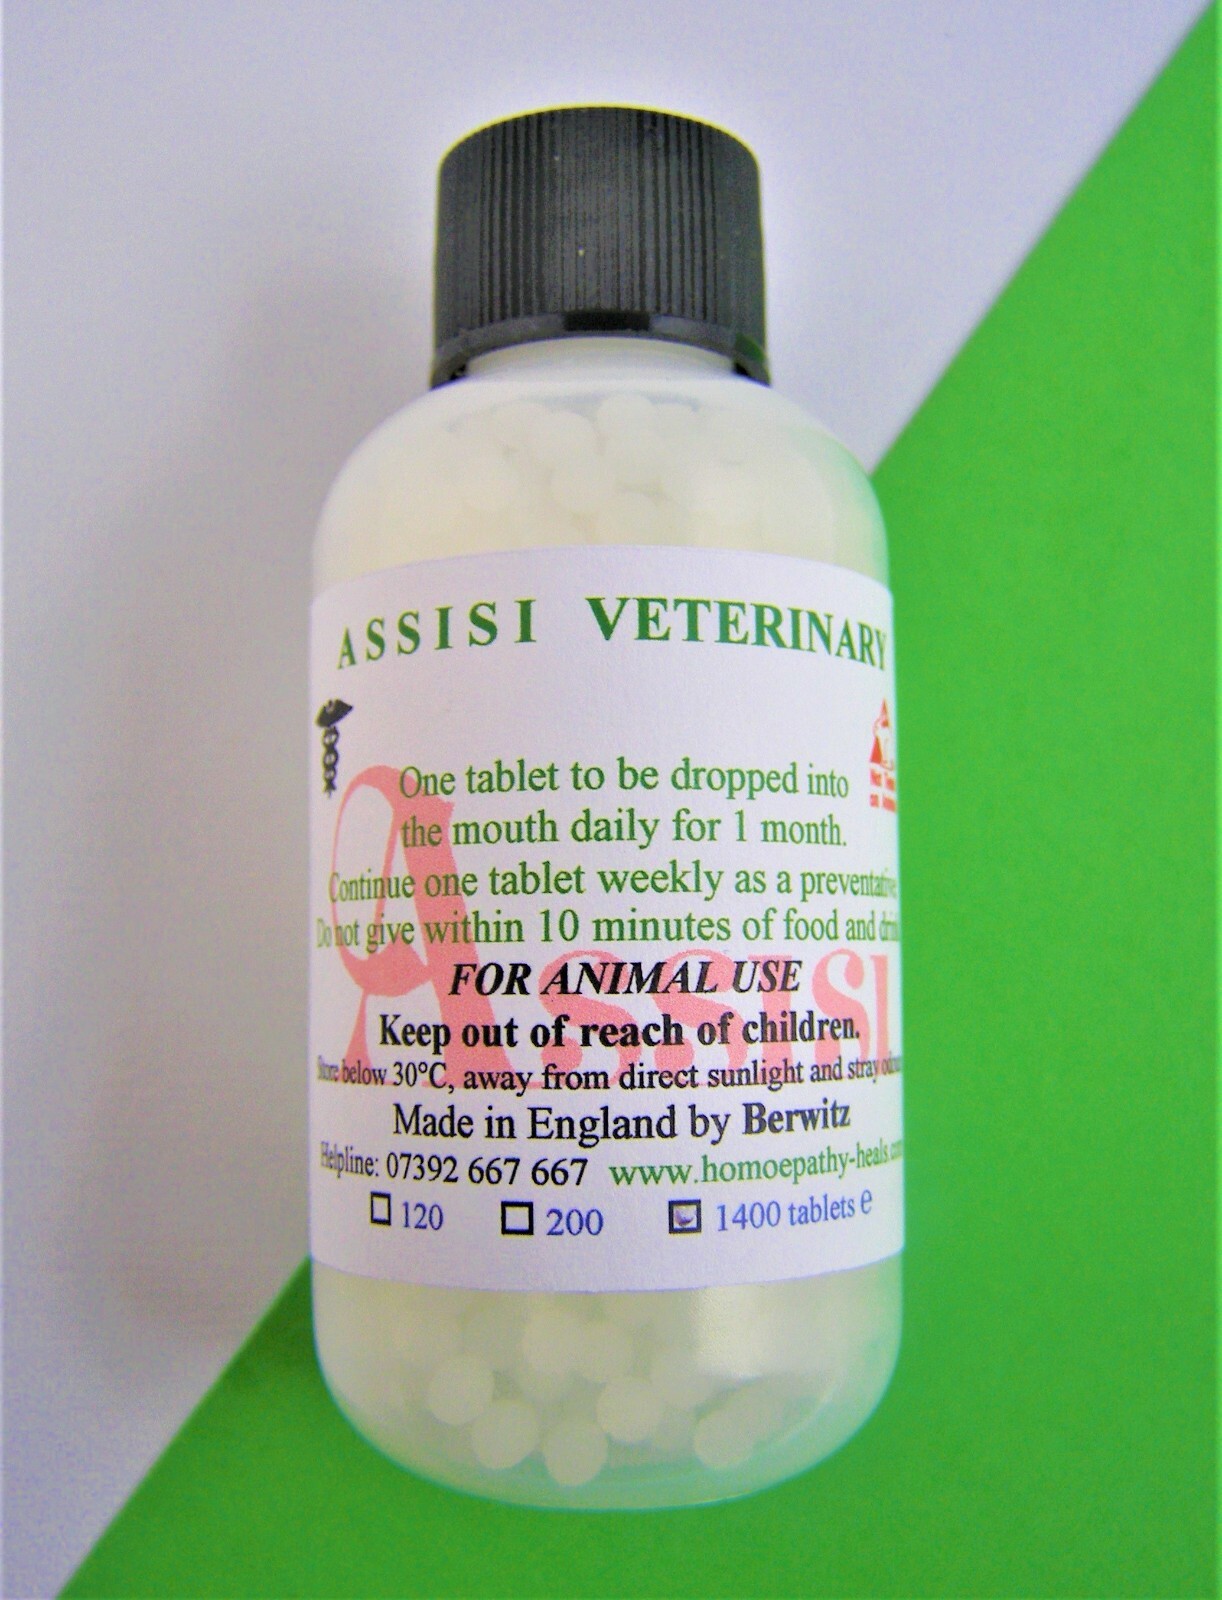 ASSISI VETERINARY
One tablet to be dropped into
the mouth daily for 1 month.
Continue one tablet weekly as a preventative
Do not give within 10 minutes of food and
FOR ANIMAL USE
Assisi
Keep out of reach of children.
Store below 30°C, away from direct sunlight and stray
Made in England by Berwitz
Helpline: 07392 667 667 www.homoepathy-heals.com
120 200 1400 tablets e